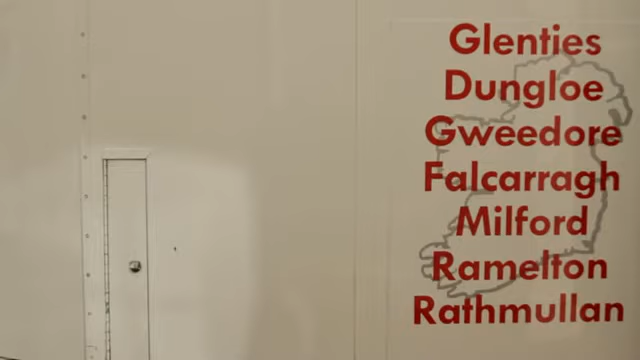 Glenties
Dungloe
Gweedore
Falcarragh
Milford
Ramelton
Rathmullan